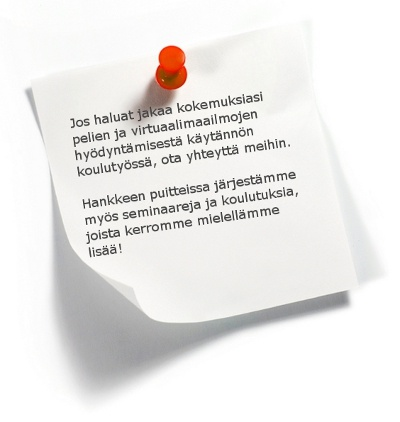 Jos haluat jakaa kokemuksiasi
pelien ja virtuaalimaailmojen
hyödyntämisestä käytännön
koulutyössä, ota yhteyttä meihin.
Hankkeen puitteissa järjestämme
myös seminaareja ja koulutuksia,
joista kerromme mielellämme
lisää!